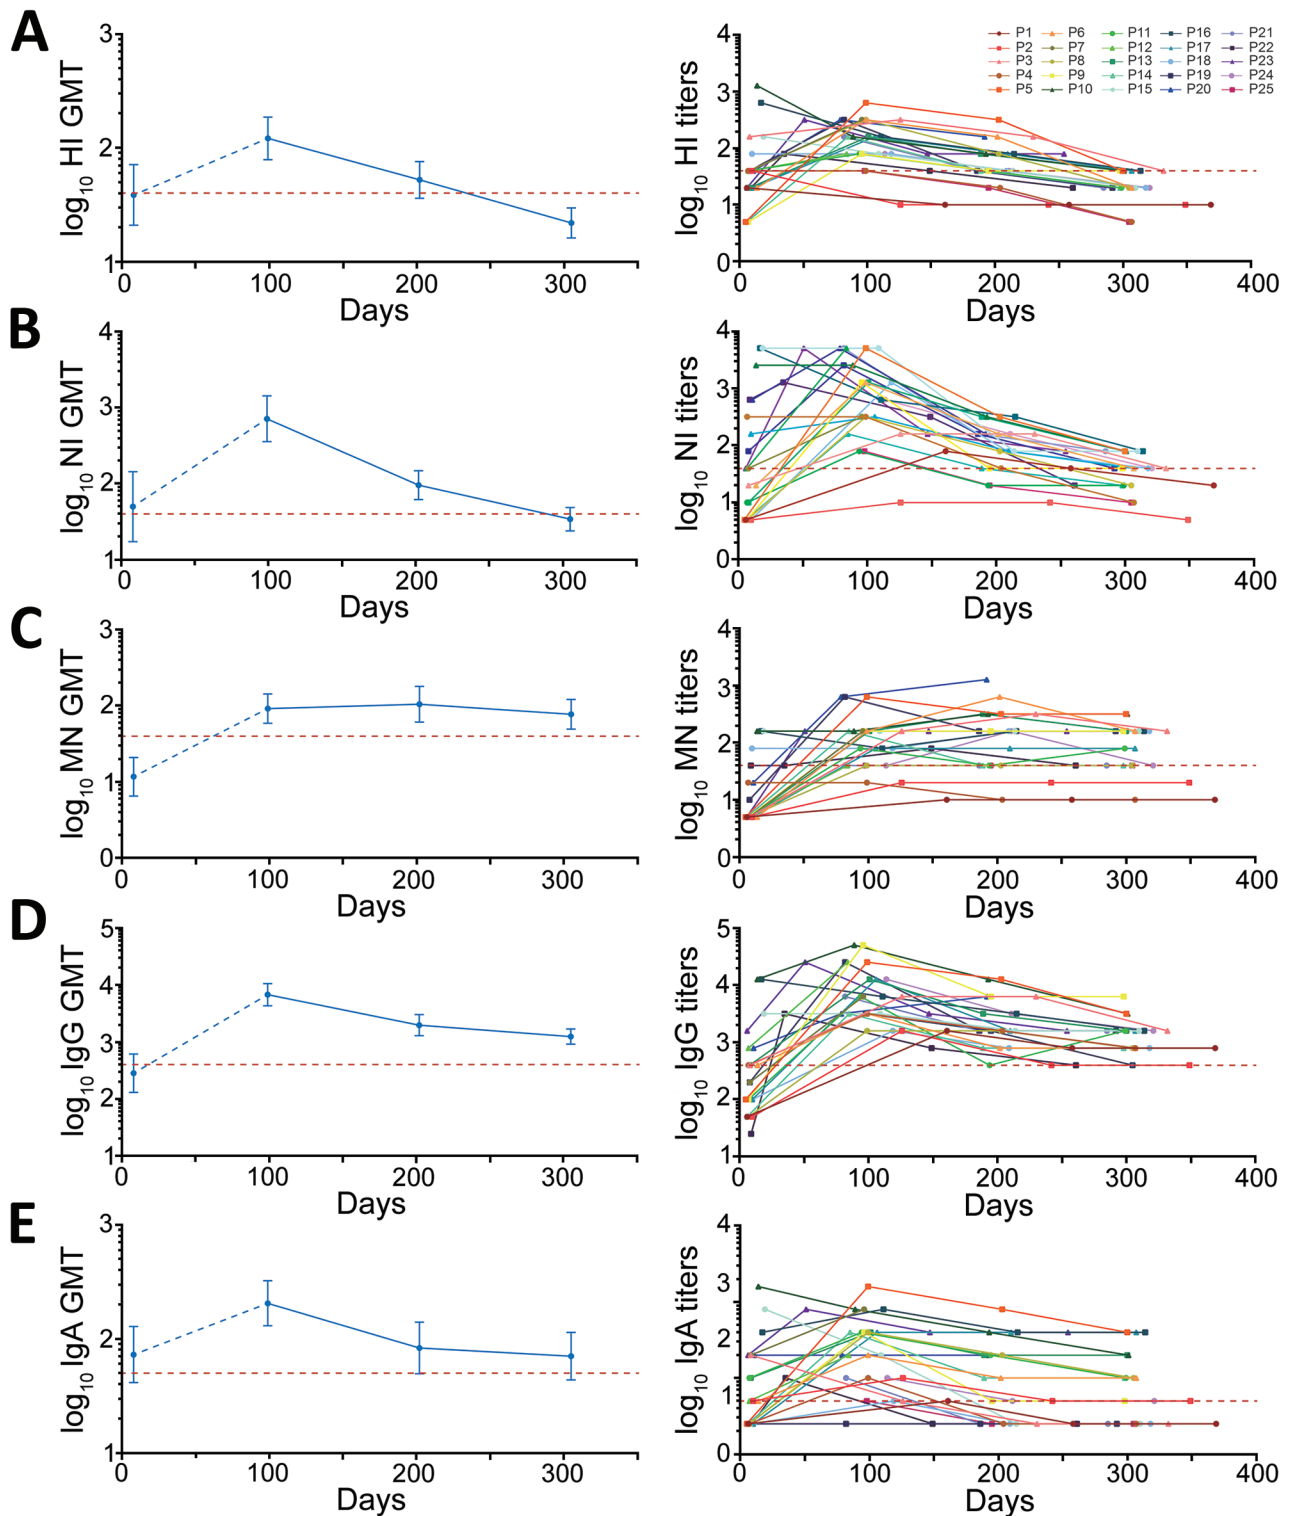 A
log10 HI GMT
3
2
1
0 100 200 300
Days
log10 HI titers
4
3
2
1
0
0 100 200 300 400
Days
P1 P6 P11 P16 P21
P2 P7 P12 P17 P22
P3 P8 P13 P18 P23
P4 P9 P14 P19 P24
P5 P10 P15 P20 P25
B
log10 NI GMT
4
3
2
1
0 100 200 300
Days
log10 NI titers
4
3
2
1
0
0 100 200 300 400
Days
C
log10 MN GMT
3
2
1
0
0 100 200 300
Days
log10 MN titers
4
3
2
1
0
0 100 200 300 400
Days
D
log10 IgG GMT
5
4
3
2
1
0 100 200 300
Days
log10 IgG titers
5
4
3
2
1
0 100 200 300 400
Days
E
log10 IgA GMT
3
2
1
0 100 200 300
Days
log10 IgA titers
4
3
2
1
0
0 100 200 300 400
Days